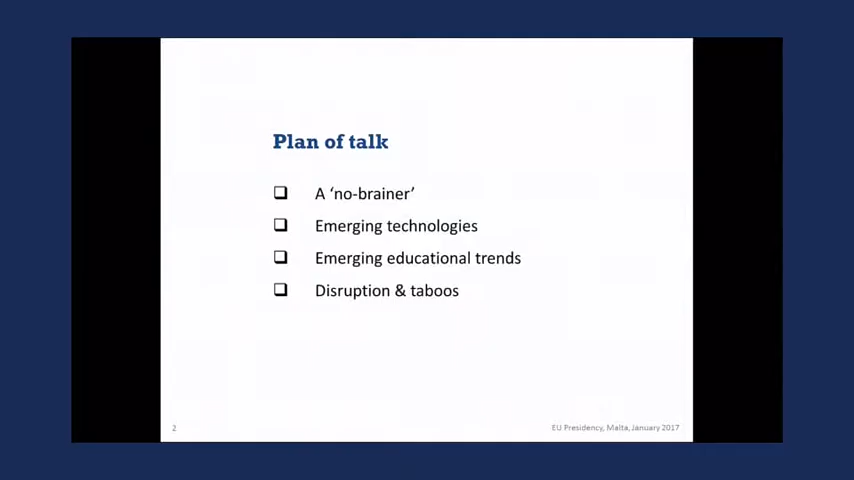 Plan of talk
❑ A ‘no-brainer’
❑ Emerging technologies
❑ Emerging educational trends
❑ Disruption & taboos
2
EU Presidency, Malta, January 2017